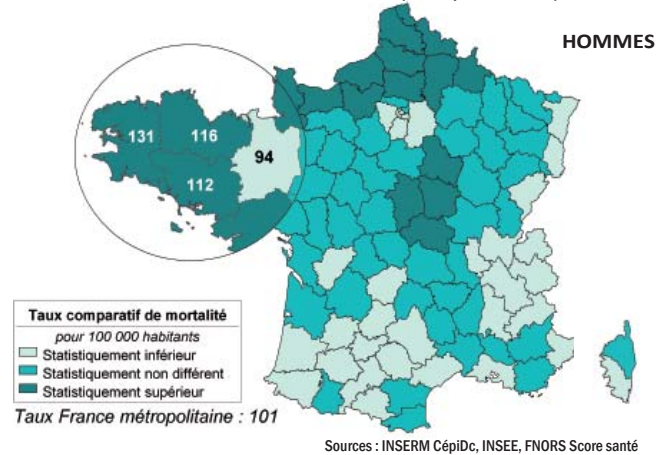 HOMMES
131
116
94
112
Taux comparatif de mortalité
pour 100 000 habitants
Statistiquement inférieur
Statistiquement non différent
Statistiquement supérieur
Taux France métropolitaine : 101
Sources : INSERM CépiDc, INSEE, FNORS Score santé